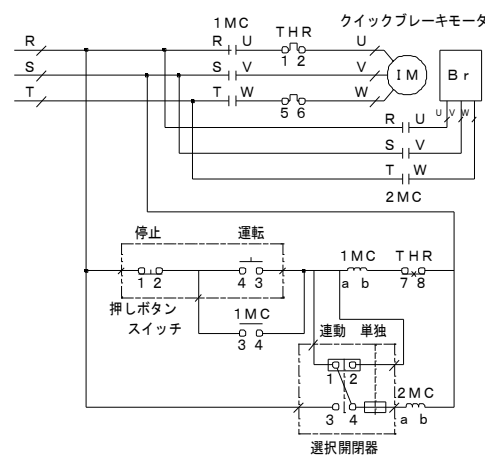 1MC
THR
クイックブレーキモータ
R R U U
1 2
S S V V IM Br
T T W W
5 6
U V W
R U
S V
T W
2MC
停止 運転
1MC THR
1 2 4 3 a b 7 8
押しボタン
スイッチ
1MC
3 4
連動 単独
1 2
2MC
3 4 a b
選択開閉器